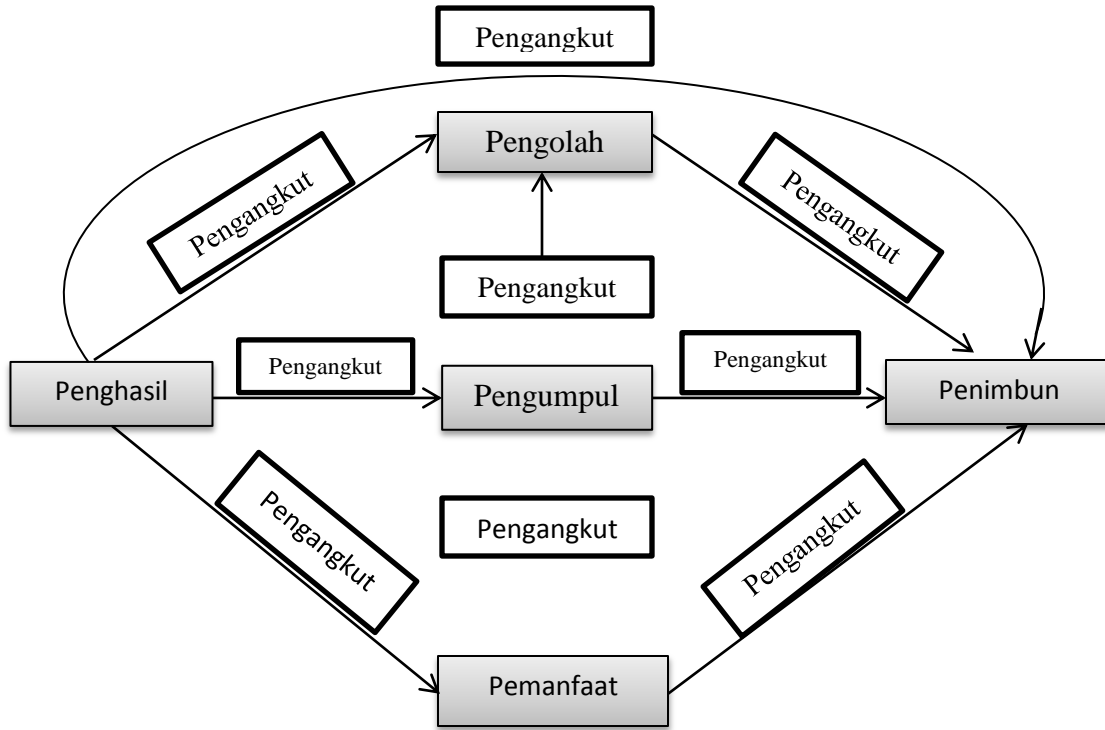 Pengangkut
Pengolah
Pengangkut
Pengangkut
Pengangkut
Pengangkut
Pengangkut
Penghasil
Pengumpul
Penimbun
Pengangkut
Pengangkut
Pengangkut
Pemanfaat